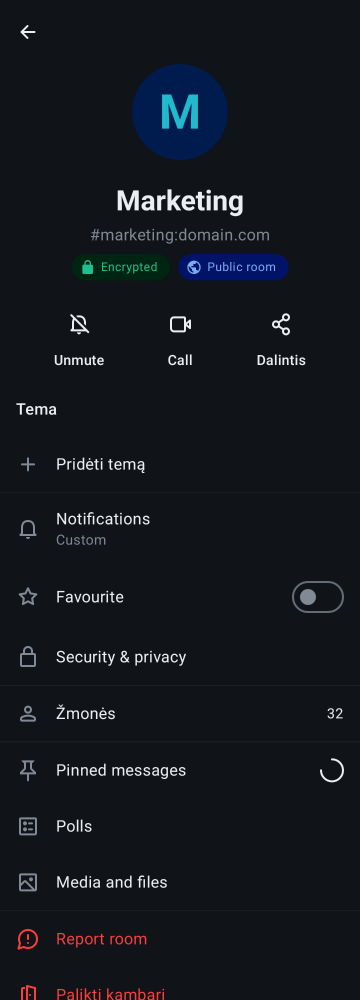 M
Marketing
#marketing:domain.com
Encrypted
Public room
Unmute
Call
Dalintis
Tema
Pridėti temą
Notifications
Custom
Favourite
Security & privacy
Žmonės
32
Pinned messages
Polls
Media and files
Report room
Palikti kambarį